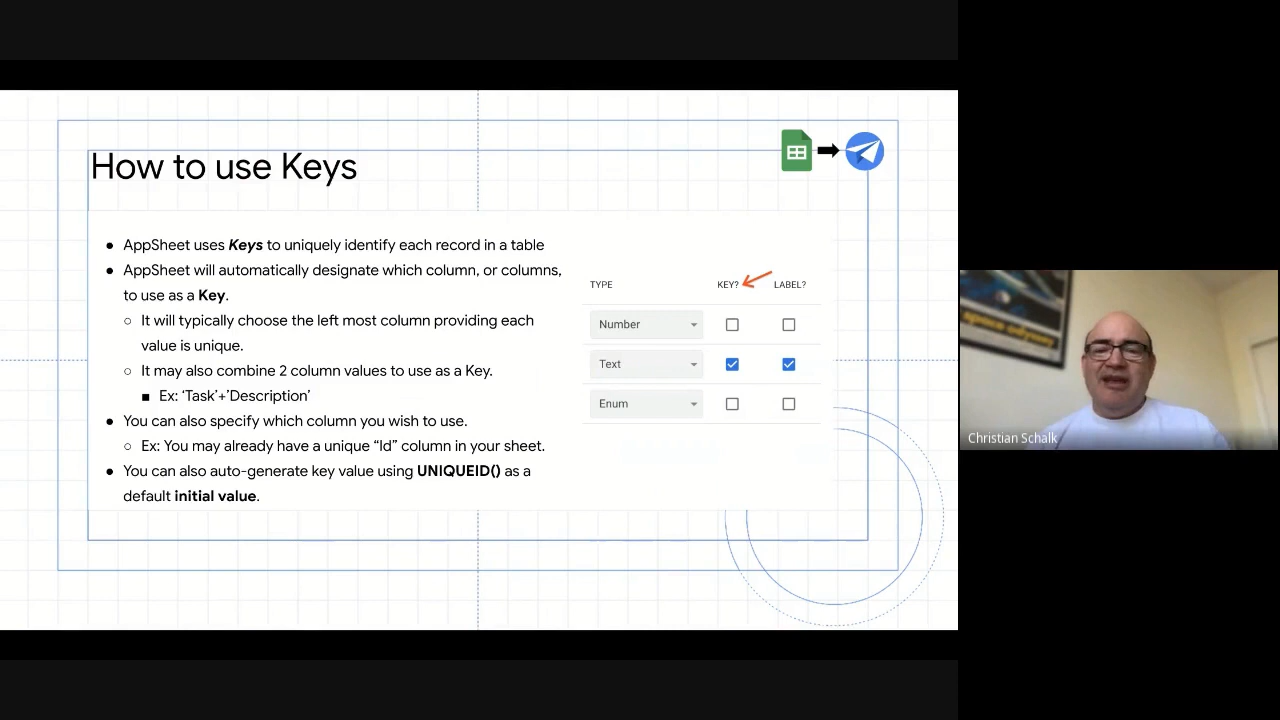 How to use Keys
● AppSheet uses Keys to uniquely identify each record in a table
● AppSheet will automatically designate which column, or columns,
to use as a Key.
○ It will typically choose the left most column providing each
value is unique.
○ It may also combine 2 column values to use as a Key.
■ Ex: ‘Task’+’Description’
● You can also specify which column you wish to use.
○ Ex: You may already have a unique “Id” column in your sheet.
● You can also auto-generate key value using UNIQUEID() as a
default initial value.
TYPE KEY? LABEL?
Number
Text
Enum
space odyssey
Christian Schalk